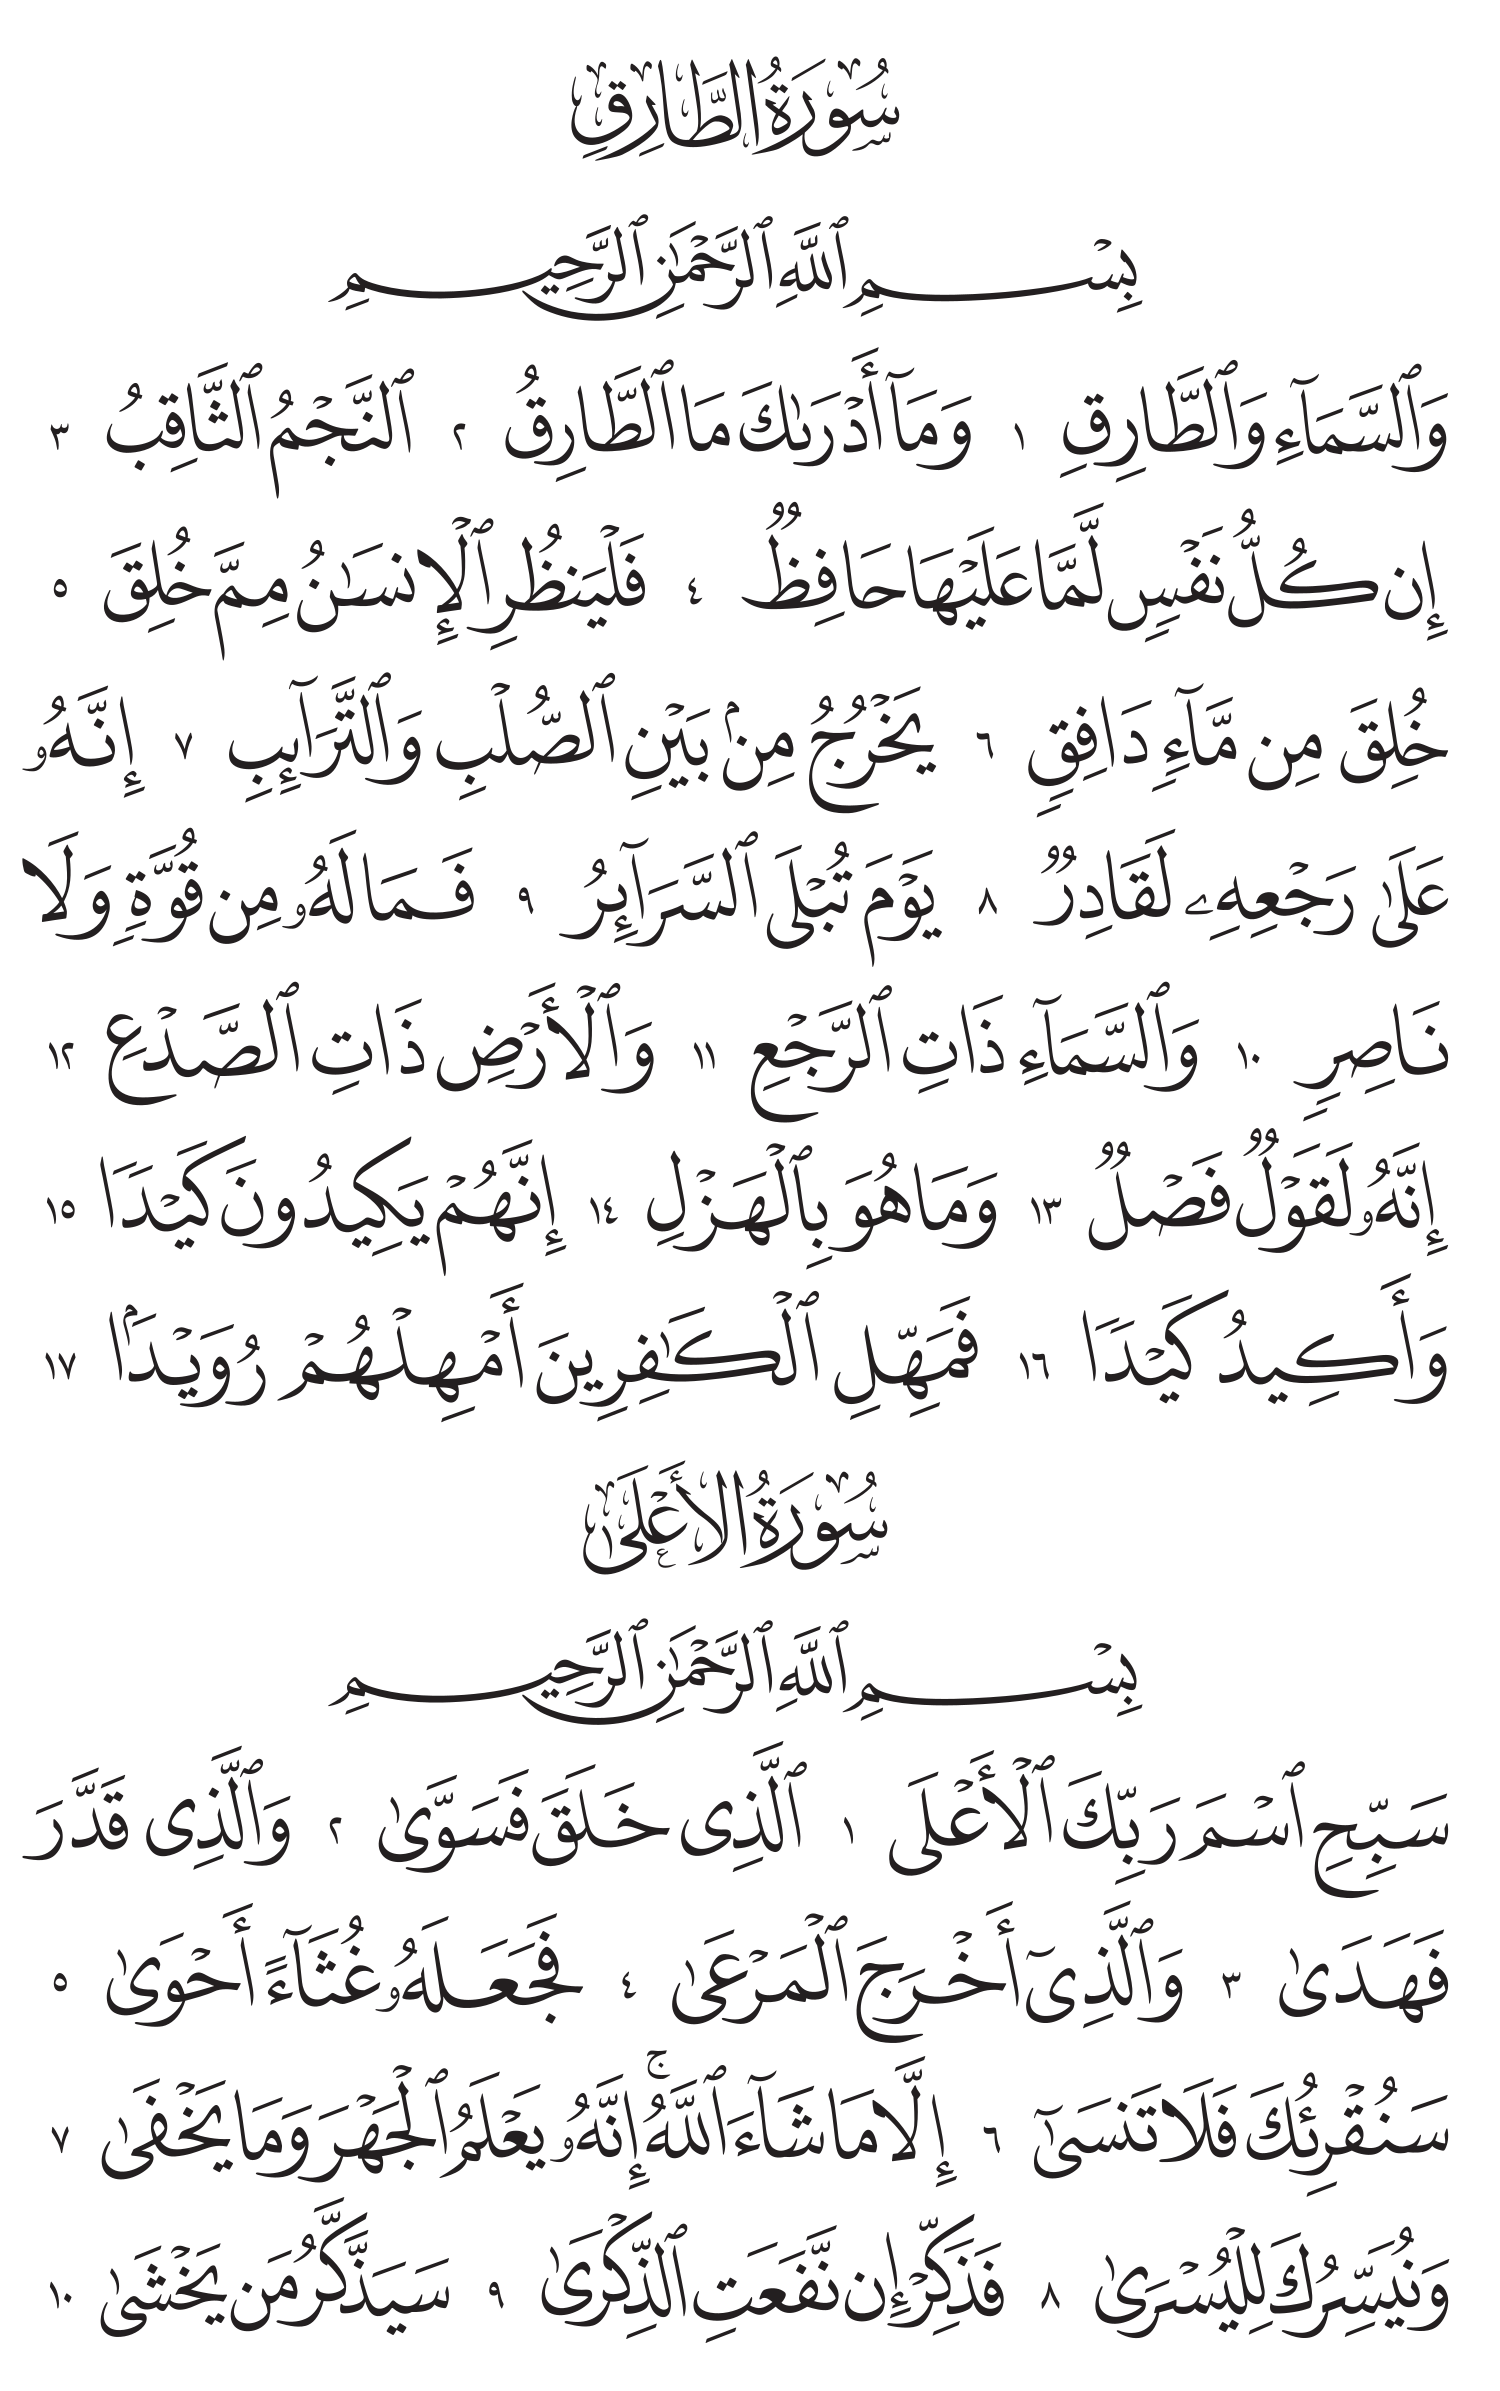 سُورَةُ الطَّارِقِ
بِسْمِ ٱللَّهِ ٱلرَّحْمَٰنِ ٱلرَّحِيمِ
وَٱلسَّمَآءِ وَٱلطَّارِقِ ١ وَمَآ أَدْرَىٰكَ مَا ٱلطَّارِقُ ٢ ٱلنَّجْمُ ٱلثَّاقِبُ ٣
إِن كُلُّ نَفْسٍ لَّمَّا عَلَيْهَا حَافِظٌ ٤ فَلْيَنظُرِ ٱلْإِنسَٰنُ مِمَّ خُلِقَ ٥
خُلِقَ مِن مَّآءٍ دَافِقٍ ٦ يَخْرُجُ مِنۢ بَيْنِ ٱلصُّلْبِ وَٱلتَّرَآئِبِ ٧ إِنَّهُۥ
عَلَىٰ رَجْعِهِۦ لَقَادِرٌ ٨ يَوْمَ تُبْلَى ٱلسَّرَآئِرُ ٩ فَمَا لَهُۥ مِن قُوَّةٍ وَلَا
نَاصِرٍ ١٠ وَٱلسَّمَآءِ ذَاتِ ٱلرَّجْعِ ١١ وَٱلْأَرْضِ ذَاتِ ٱلصَّدْعِ ١٢
إِنَّهُۥ لَقَوْلٌ فَصْلٌ ١٣ وَمَا هُوَ بِٱلْهَزْلِ ١٤ إِنَّهُمْ يَكِيدُونَ كَيْدًا ١٥
وَأَكِيدُ كَيْدًا ١٦ فَمَهِّلِ ٱلْكَٰفِرِينَ أَمْهِلْهُمْ رُوَيْدَۢا ١٧
سُورَةُ الأَعْلَىٰ
بِسْمِ ٱللَّهِ ٱلرَّحْمَٰنِ ٱلرَّحِيمِ
سَبِّحِ ٱسْمَ رَبِّكَ ٱلْأَعْلَى ١ ٱلَّذِى خَلَقَ فَسَوَّىٰ ٢ وَٱلَّذِى قَدَّرَ
فَهَدَىٰ ٣ وَٱلَّذِىٓ أَخْرَجَ ٱلْمَرْعَىٰ ٤ فَجَعَلَهُۥ غُثَآءً أَحْوَىٰ ٥
سَنُقْرِئُكَ فَلَا تَنسَىٰٓ ٦ إِلَّا مَا شَآءَ ٱللَّهُ ۚ إِنَّهُۥ يَعْلَمُ ٱلْجَهْرَ وَمَا يَخْفَىٰ ٧
وَنُيَسِّرُكَ لِلْيُسْرَىٰ ٨ فَذَكِّرْ إِن نَّفَعَتِ ٱلذِّكْرَىٰ ٩ سَيَذَّكَّرُ مَن يَخْشَىٰ ١٠